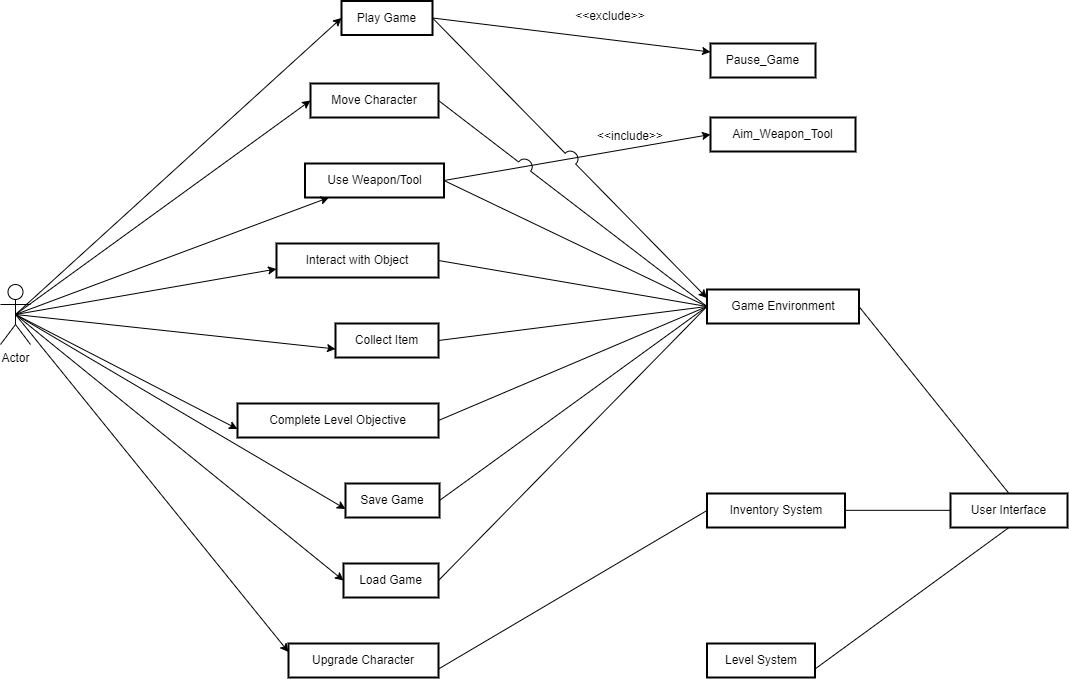 Play Game
<<exclude>>
Pause_Game
Move Character
<<include>>
Aim_Weapon_Tool
Use Weapon/Tool
Interact with Object
Game Environment
Collect Item
Actor
Complete Level Objective
Save Game
Inventory System
User Interface
Load Game
Upgrade Character
Level System